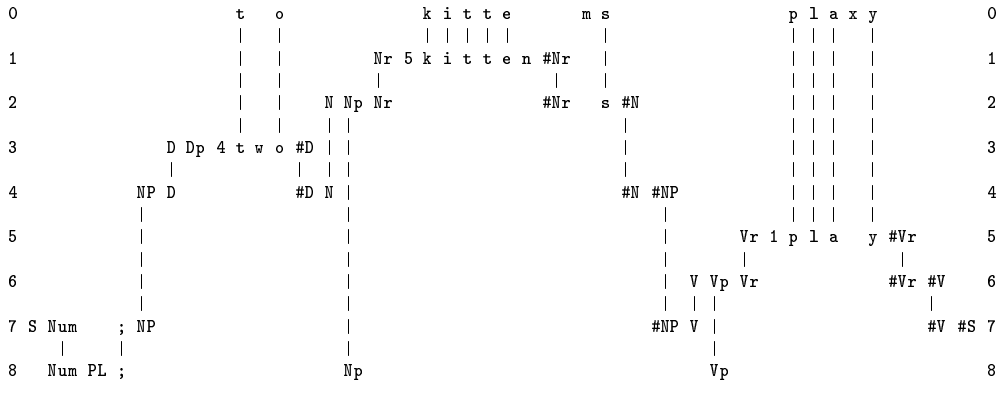 0 t o k i t t e m s p l a x y 0
1 Nr 5 k i t t e n #Nr 1
2 N Np Nr #Nr s #N 2
3 D Dp 4 t w o #D 3
4 NP D #D N #N #NP 4
5 Vr 1 p l a y #Vr 5
6 V Vp Vr #Vr #V 6
7 S Num ; NP #NP V #V #S 7
8 Num PL ; Np Vp 8